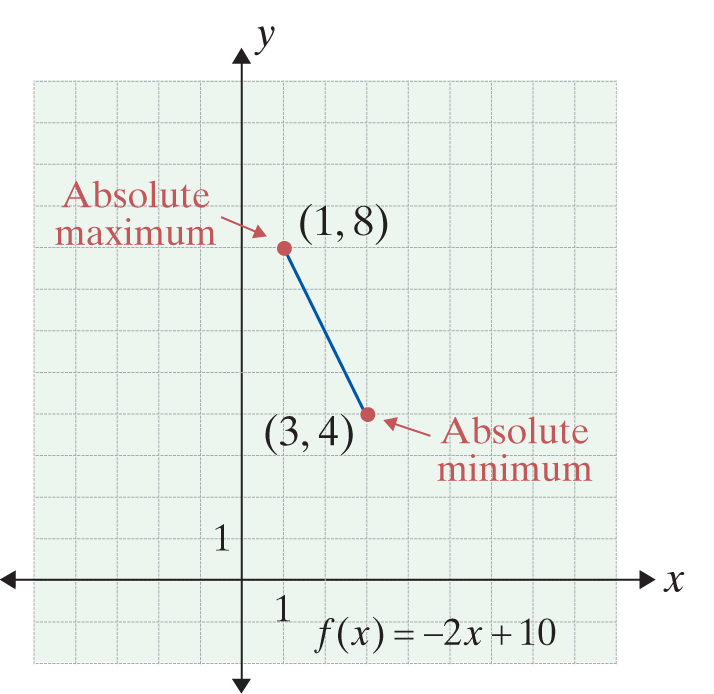 y
Absolute
maximum
(1, 8)
(3, 4)
Absolute
minimum
1
x
1
f(x) = −2x + 10